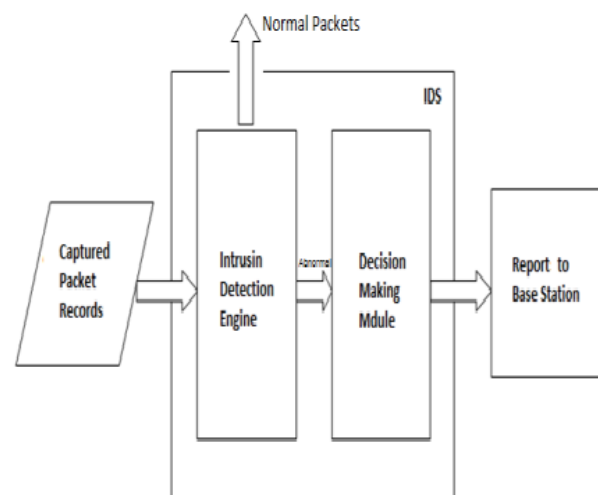 Normal Packets
IDS
Captured
Packet
Records
Intrusin
Detection
Engine
Abnormal
Decision
Making
Mdule
Report to
Base Station